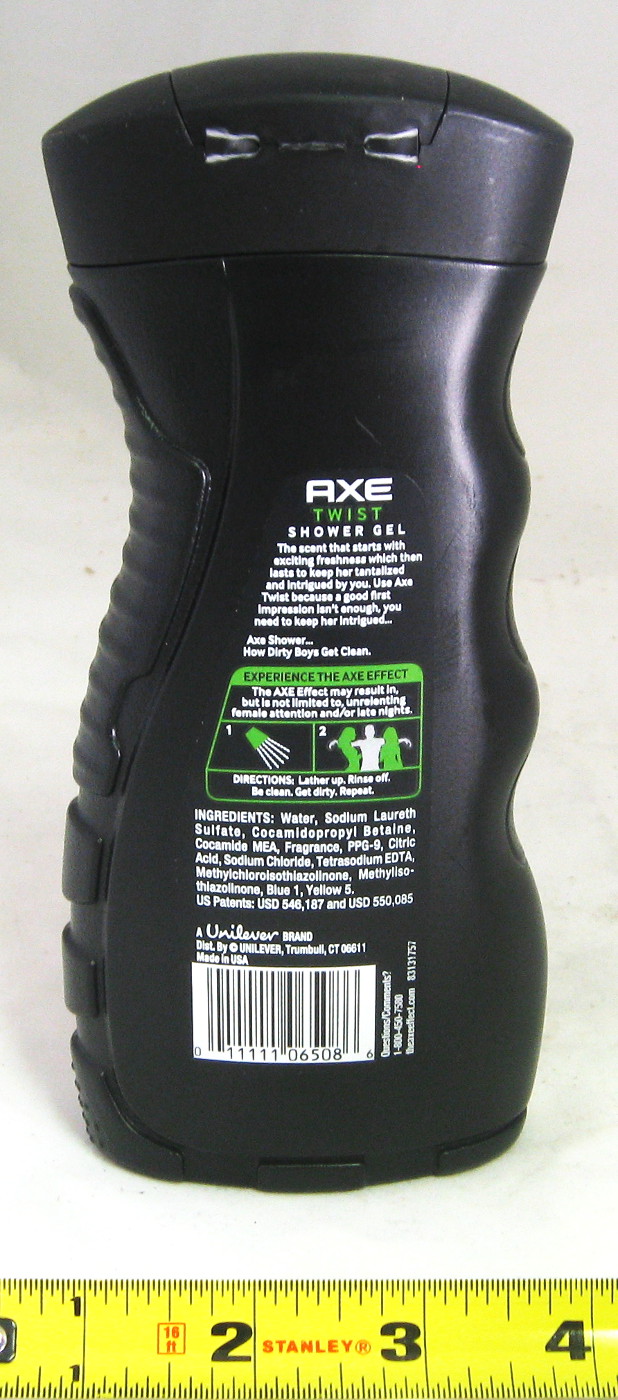 AXE
TWIST
SHOWER GEL
The scent that starts with
exciting freshness which then
lasts to keep her tantalized
and intrigued by you. Use Axe
Twist because a good first
impression isn't enough, you
need to keep her intrigued...
Axe Shower...
How Dirty Boys Get Clean.
EXPERIENCE THE AXE EFFECT
The AXE Effect may result in,
but is not limited to, unrelenting
female attention and/or late nights.
1 2
DIRECTIONS: Lather up. Rinse off.
Be clean. Get dirty. Repeat.
INGREDIENTS: Water, Sodium Laureth
Sulfate, Cocamidopropyl Betaine,
Cocamide MEA, Fragrance, PPG-9, Citric
Acid, Sodium Chloride, Tetrasodium EDTA,
Methylchloroisothiazolinone, Methyliso-
thiazolinone, Blue 1, Yellow 5.
US Patents: USD 546,187 and USD 550,085
A Unilever BRAND
Dist. By © UNILEVER, Trumbull, CT 06611
Made in USA
0 11111 06508 6
Questions/Comments?
1-800-450-7580
theaxeeffect.com 83131757
1
16 ft 2 STANLEY® 3 4
1